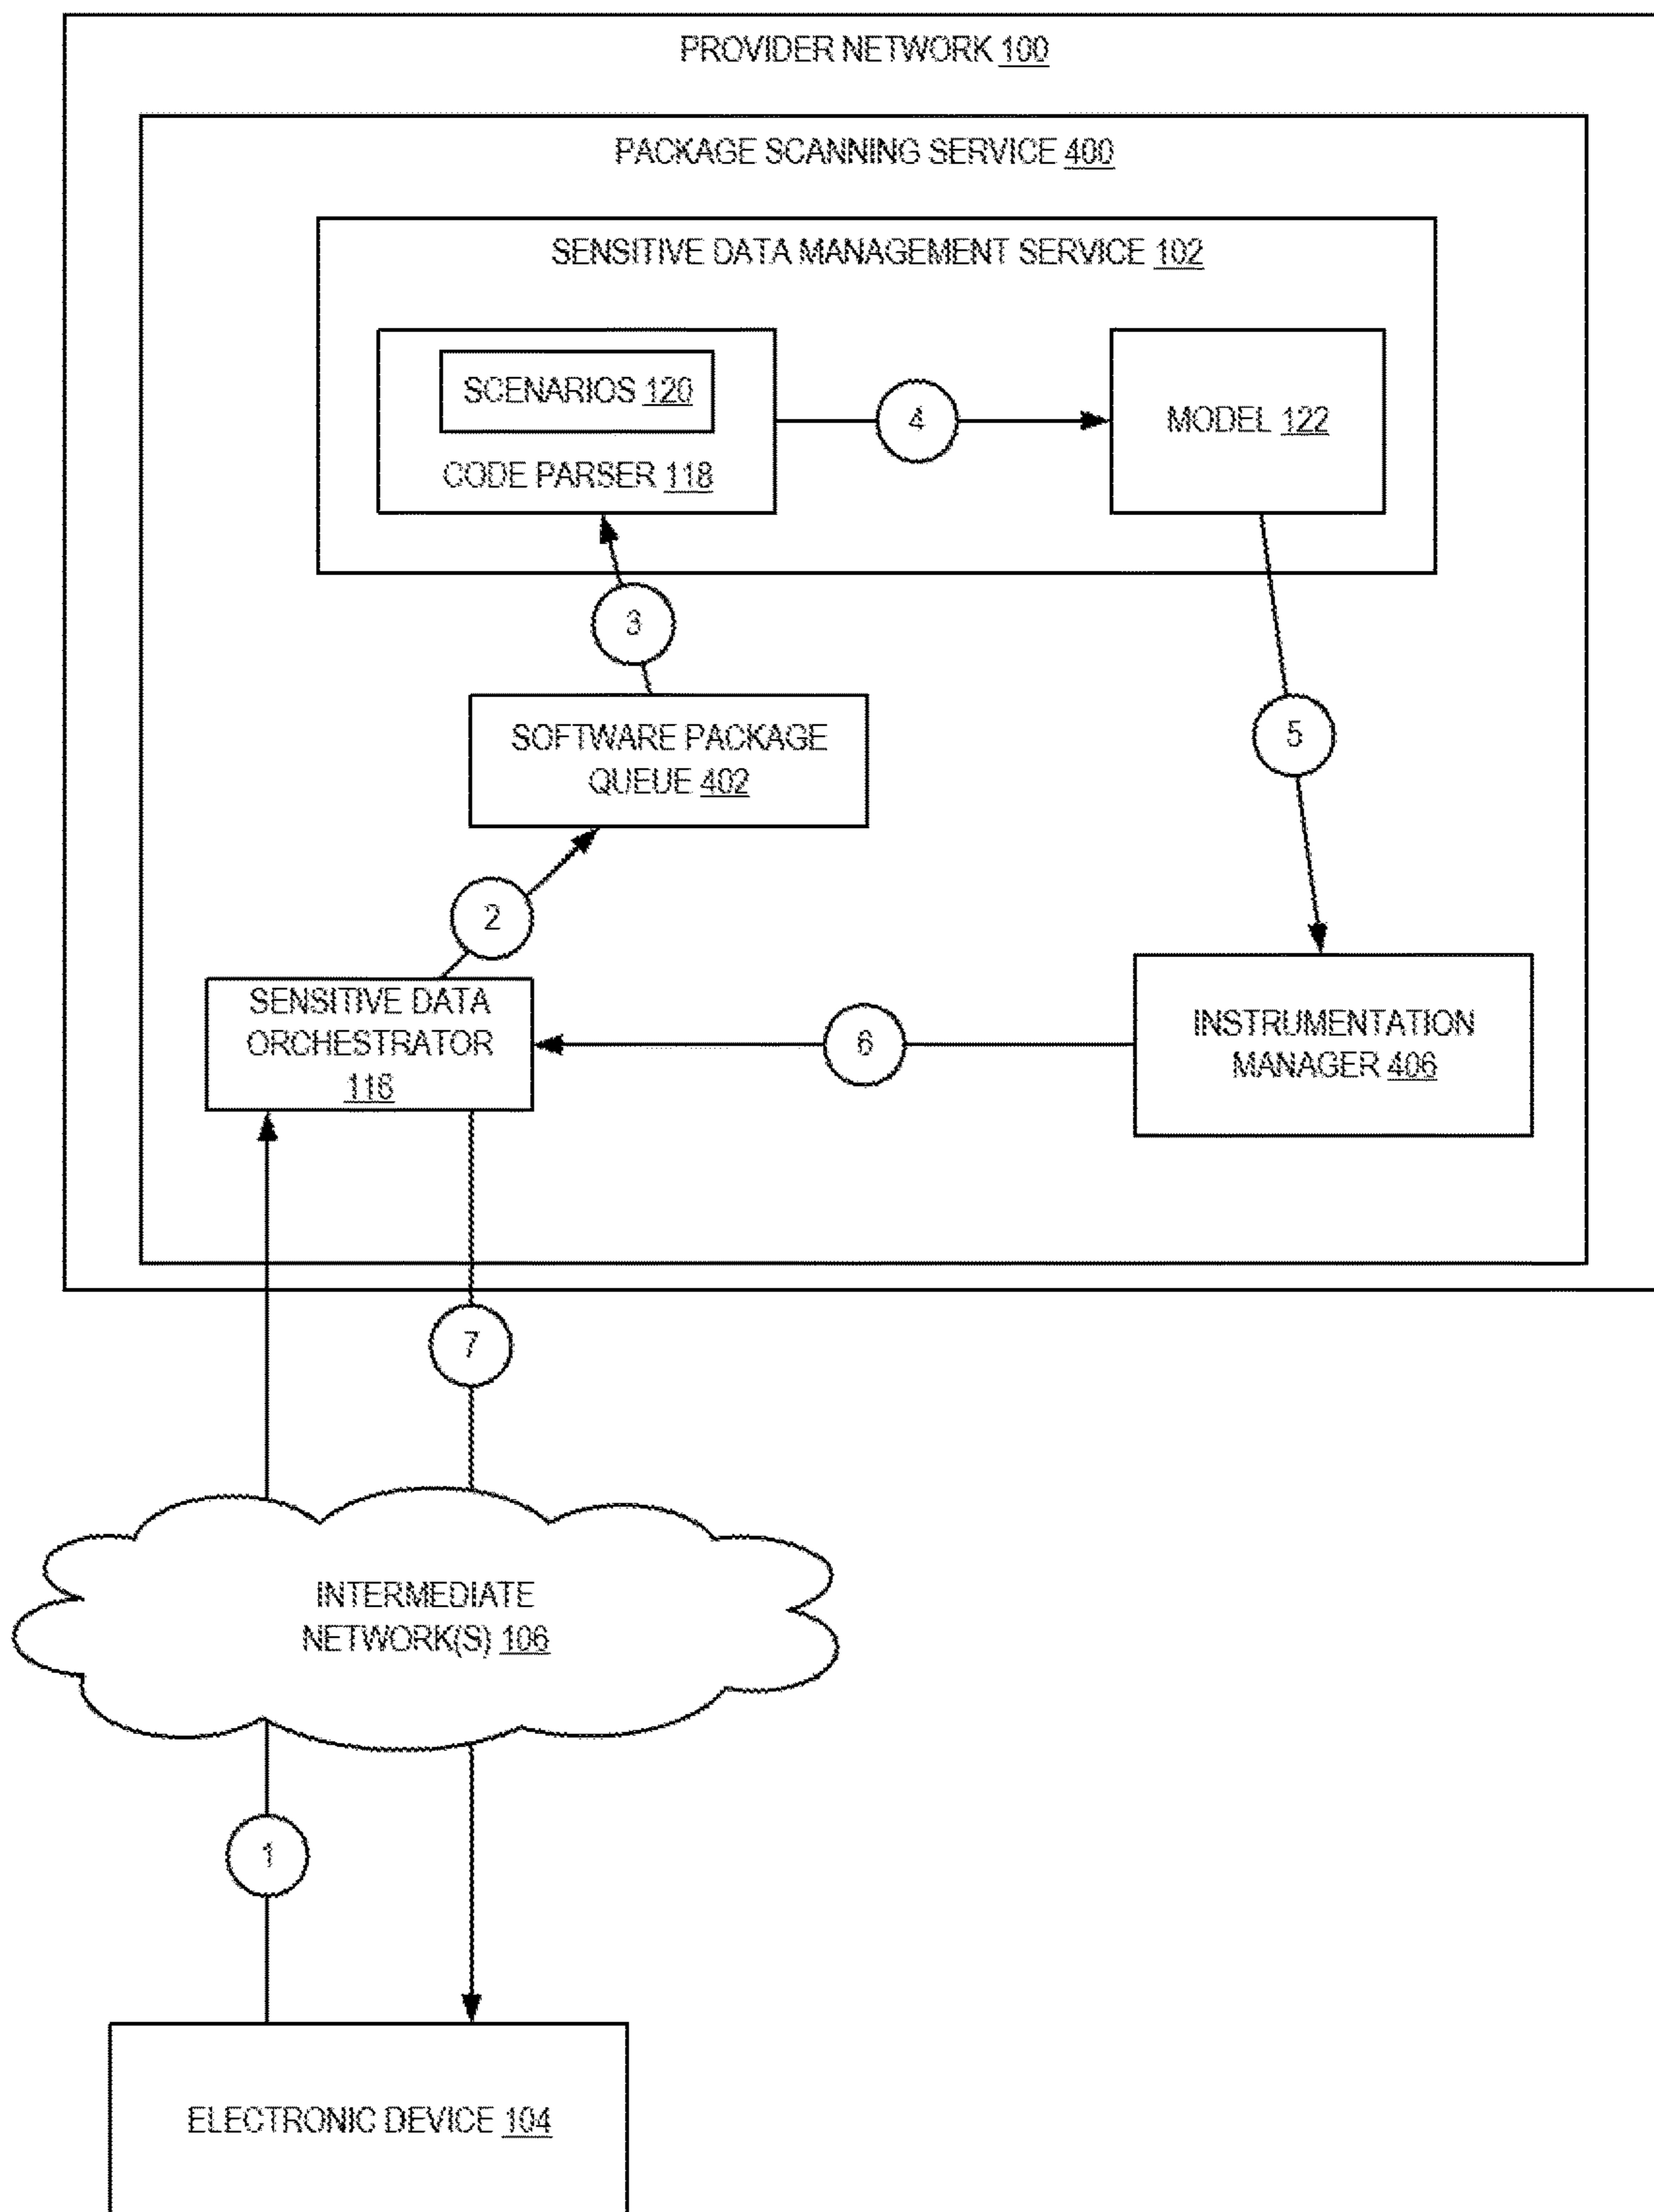 PROVIDER NETWORK 100
PACKAGE SCANNING SERVICE 400
SENSITIVE DATA MANAGEMENT SERVICE 102
SCENARIOS 120
CODE PARSER 118
4
MODEL 122
3
SOFTWARE PACKAGE
QUEUE 402
5
2
SENSITIVE DATA
ORCHESTRATOR
116
6
INSTRUMENTATION
MANAGER 406
7
INTERMEDIATE
NETWORK(S) 106
1
ELECTRONIC DEVICE 104